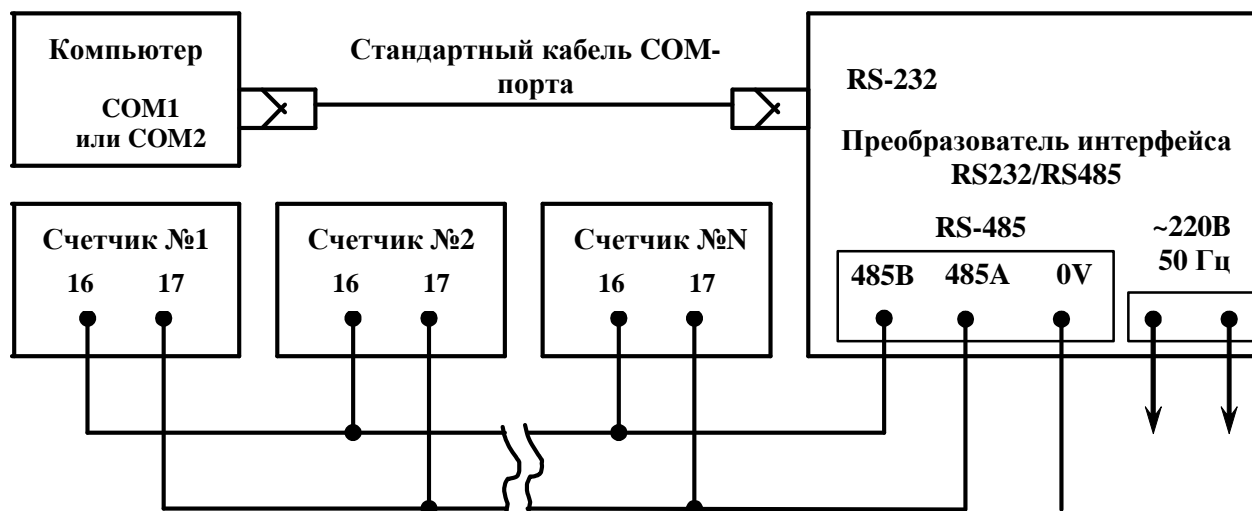 Компьютер
COM1
или COM2
Стандартный кабель COM-
порта
RS-232
Преобразователь интерфейса
RS232/RS485
Счетчик №1
16 17
Счетчик №2
16 17
Счетчик №N
16 17
RS-485
485B 485A 0V
~220В
50 Гц